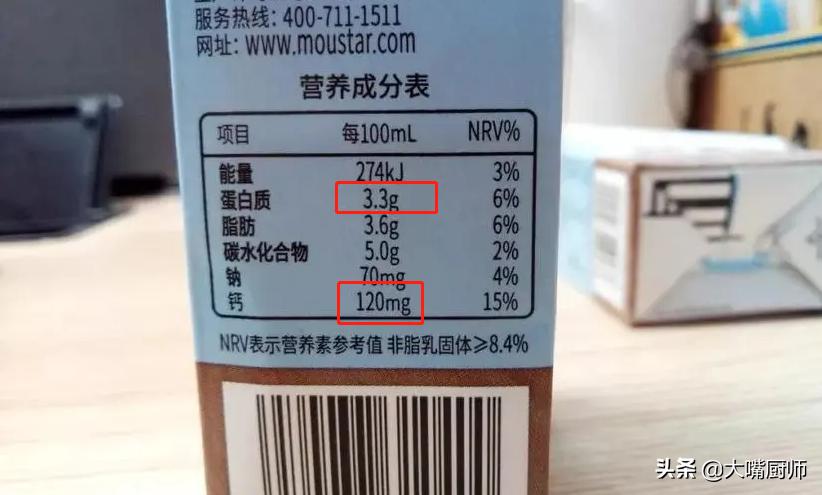 服务热线: 400-711-1511
网址: www.moustar.com
营养成分表
项目 每100mL NRV%
能量 274kJ 3%
蛋白质 3.3g 6%
脂肪 3.6g 6%
碳水化合物 5.0g 2%
钠 70mg 4%
钙 120mg 15%
NRV表示营养素参考值 非脂乳固体≥8.4%
头条 @大嘴厨师